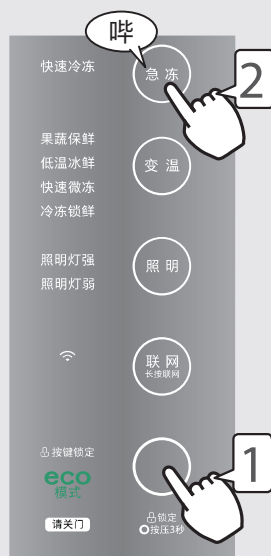 哔
快速冷冻
急冻
2
果蔬保鲜
低温冰鲜
变温
快速微冻
冷冻锁鲜
照明灯强
照明
照明灯弱
联网
长按联网
按键锁定
eco
模式
1
请关门
锁定
按压3秒